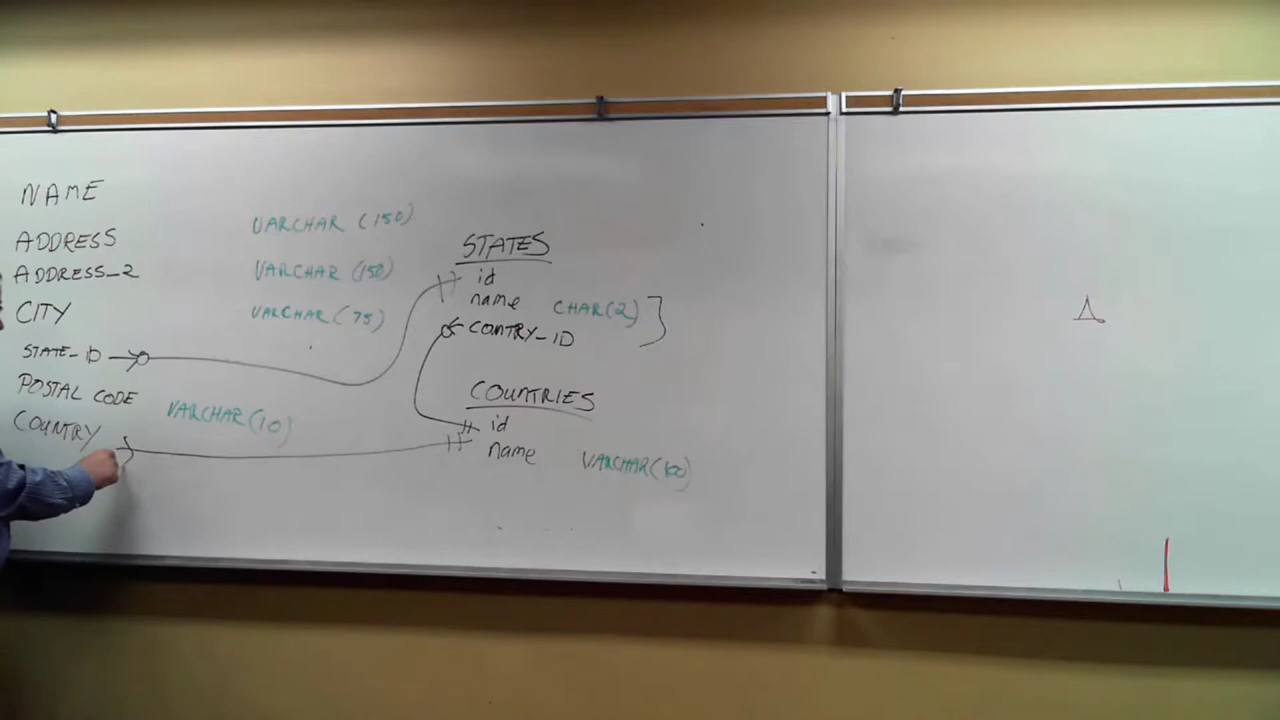 NAME
ADDRESS VARCHAR (150)
ADDRESS_2 VARCHAR (150)
CITY VARCHAR (75)
STATE_ID
POSTAL CODE VARCHAR (10)
COUNTRY
STATES
id
name CHAR(2)
COUNTRY_ID
COUNTRIES
id
name VARCHAR(100)